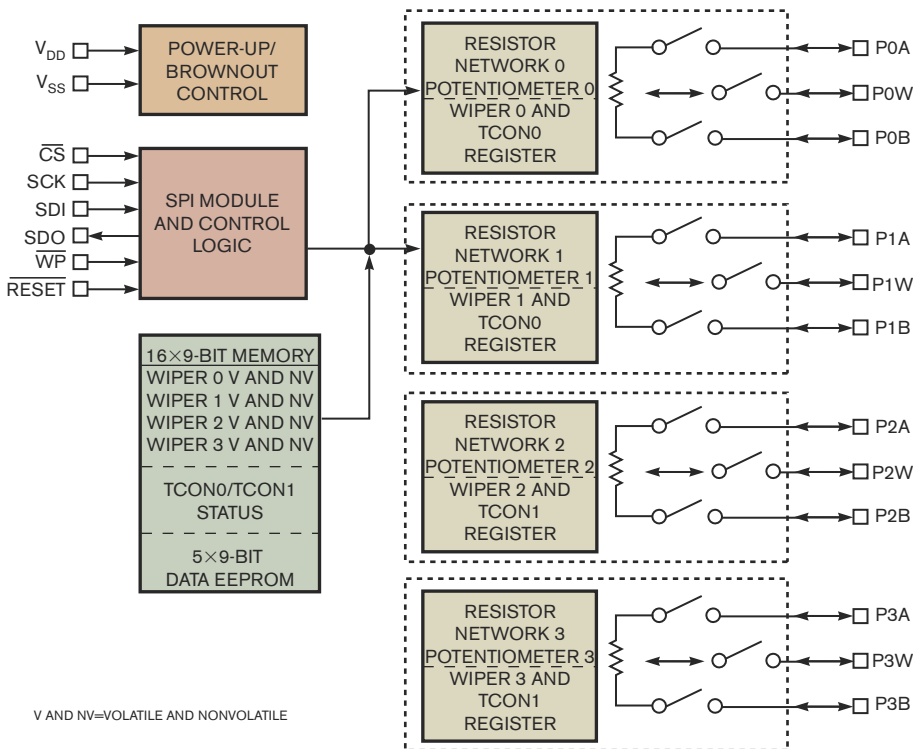 V_DD
V_SS
POWER-UP/
BROWNOUT
CONTROL
C̅S̅
SCK
SDI
SDO
W̅P̅
R̅E̅S̅E̅T̅
SPI MODULE
AND CONTROL
LOGIC
16×9-BIT MEMORY
WIPER 0 V AND NV
WIPER 1 V AND NV
WIPER 2 V AND NV
WIPER 3 V AND NV
TCON0/TCON1
STATUS
5×9-BIT
DATA EEPROM
RESISTOR
NETWORK 0
POTENTIOMETER 0
WIPER 0 AND
TCON0
REGISTER
P0A
P0W
P0B
RESISTOR
NETWORK 1
POTENTIOMETER 1
WIPER 1 AND
TCON0
REGISTER
P1A
P1W
P1B
RESISTOR
NETWORK 2
POTENTIOMETER 2
WIPER 2 AND
TCON1
REGISTER
P2A
P2W
P2B
RESISTOR
NETWORK 3
POTENTIOMETER 3
WIPER 3 AND
TCON1
REGISTER
P3A
P3W
P3B
V AND NV=VOLATILE AND NONVOLATILE